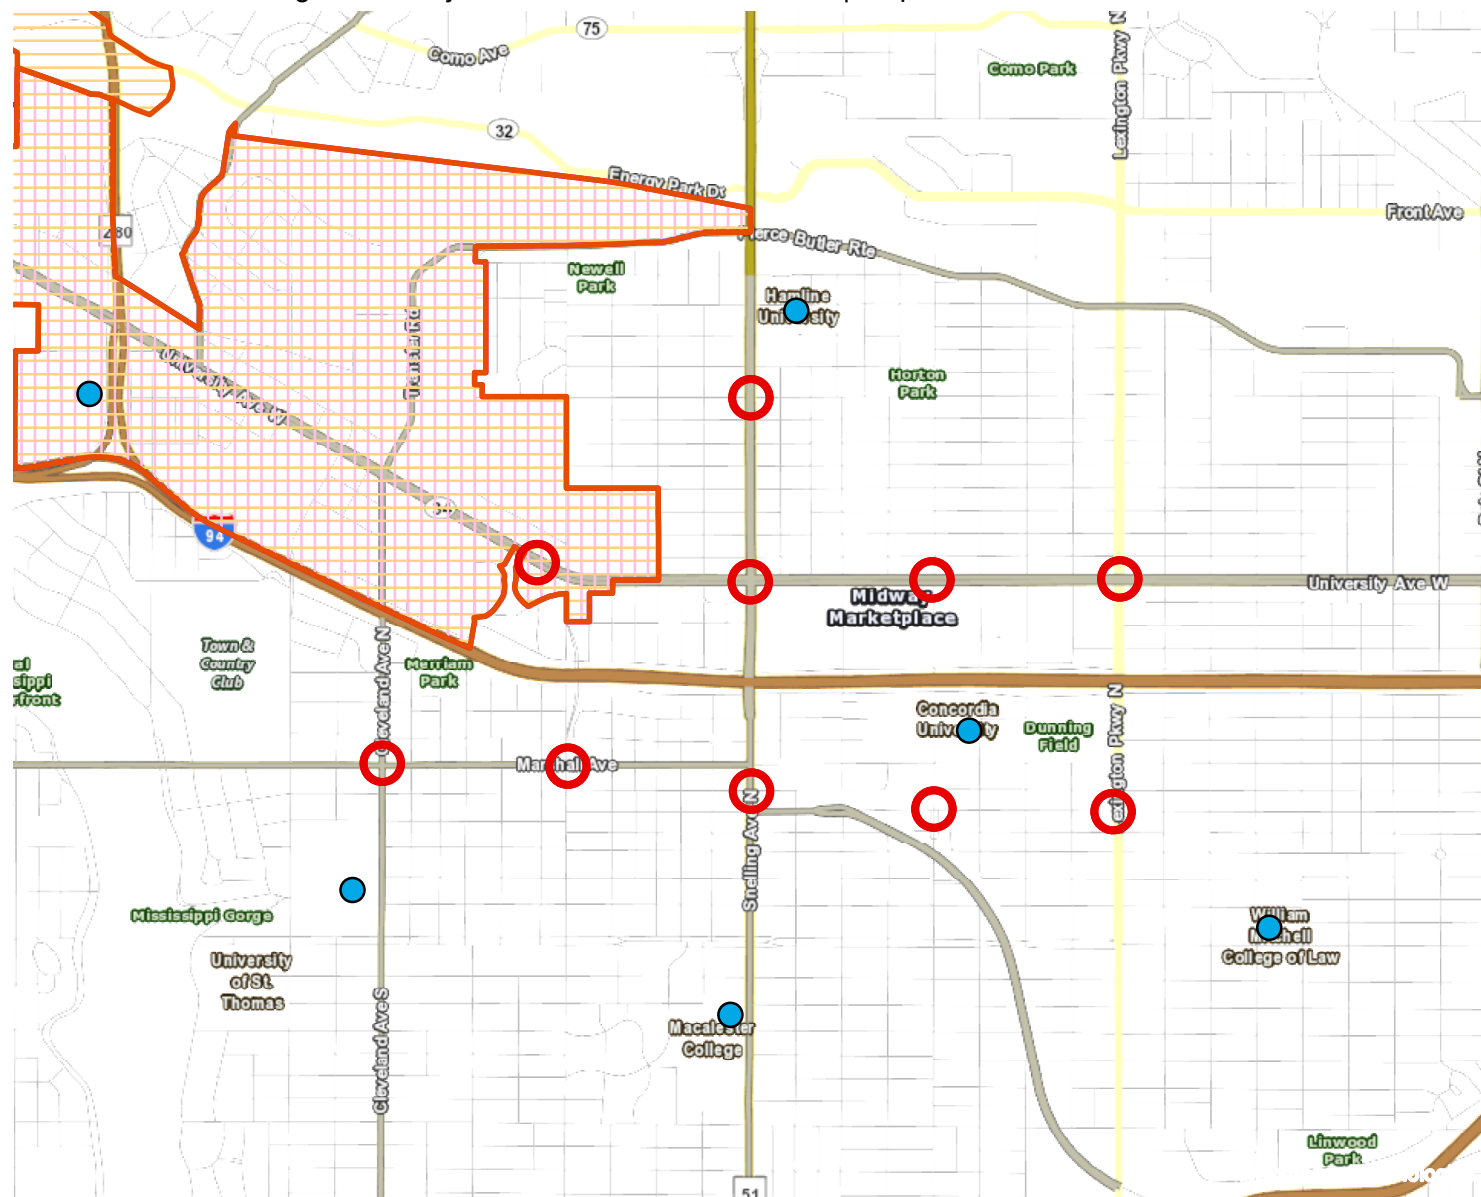 75
Como Ave
Como Park
Lexington Pkwy N
32
Energy Park Dr
Front Ave
280
Pierce Butler Rte
Newell
Park
Hamline
University
Transfer Rd
University Ave W
Horton
Park
94
University Ave W
Midway
Marketplace
Town &
Country
Club
Merriam
Park
Cleveland Ave N
Concordia
University
Dunning
Field
Lexington Pkwy N
Marshall Ave
Snelling Ave N
Mississippi Gorge
University
of St.
Thomas
William
Mitchell
College of Law
Cleveland Ave S
Macalester
College
Linwood
Park
51